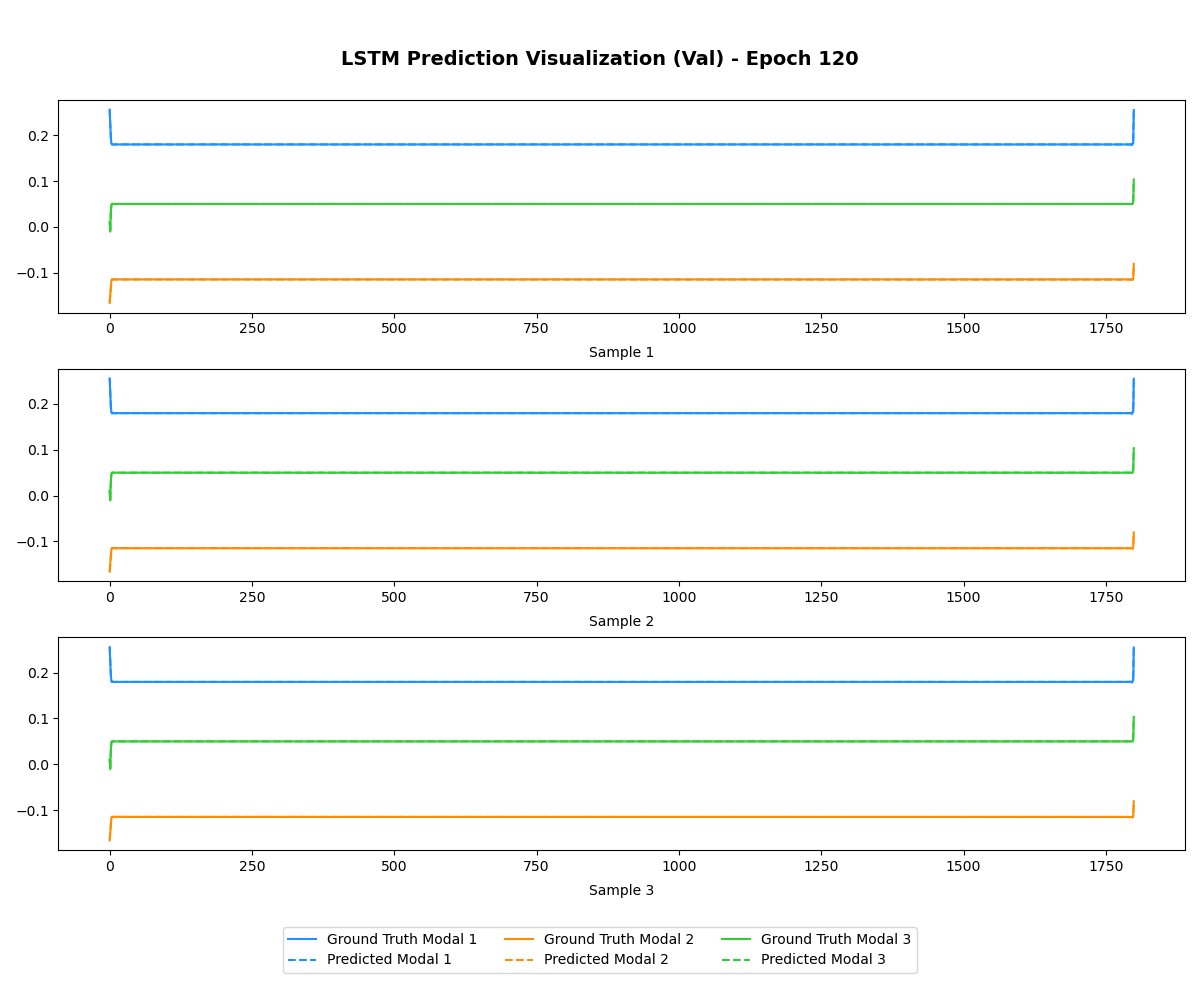 LSTM Prediction Visualization (Val) - Epoch 120
0.2
0.1
0.0
−0.1
0 250 500 750 1000 1250 1500 1750
Sample 1
0.2
0.1
0.0
−0.1
0 250 500 750 1000 1250 1500 1750
Sample 2
0.2
0.1
0.0
−0.1
0 250 500 750 1000 1250 1500 1750
Sample 3
Ground Truth Modal 1 Ground Truth Modal 2 Ground Truth Modal 3
Predicted Modal 1 Predicted Modal 2 Predicted Modal 3